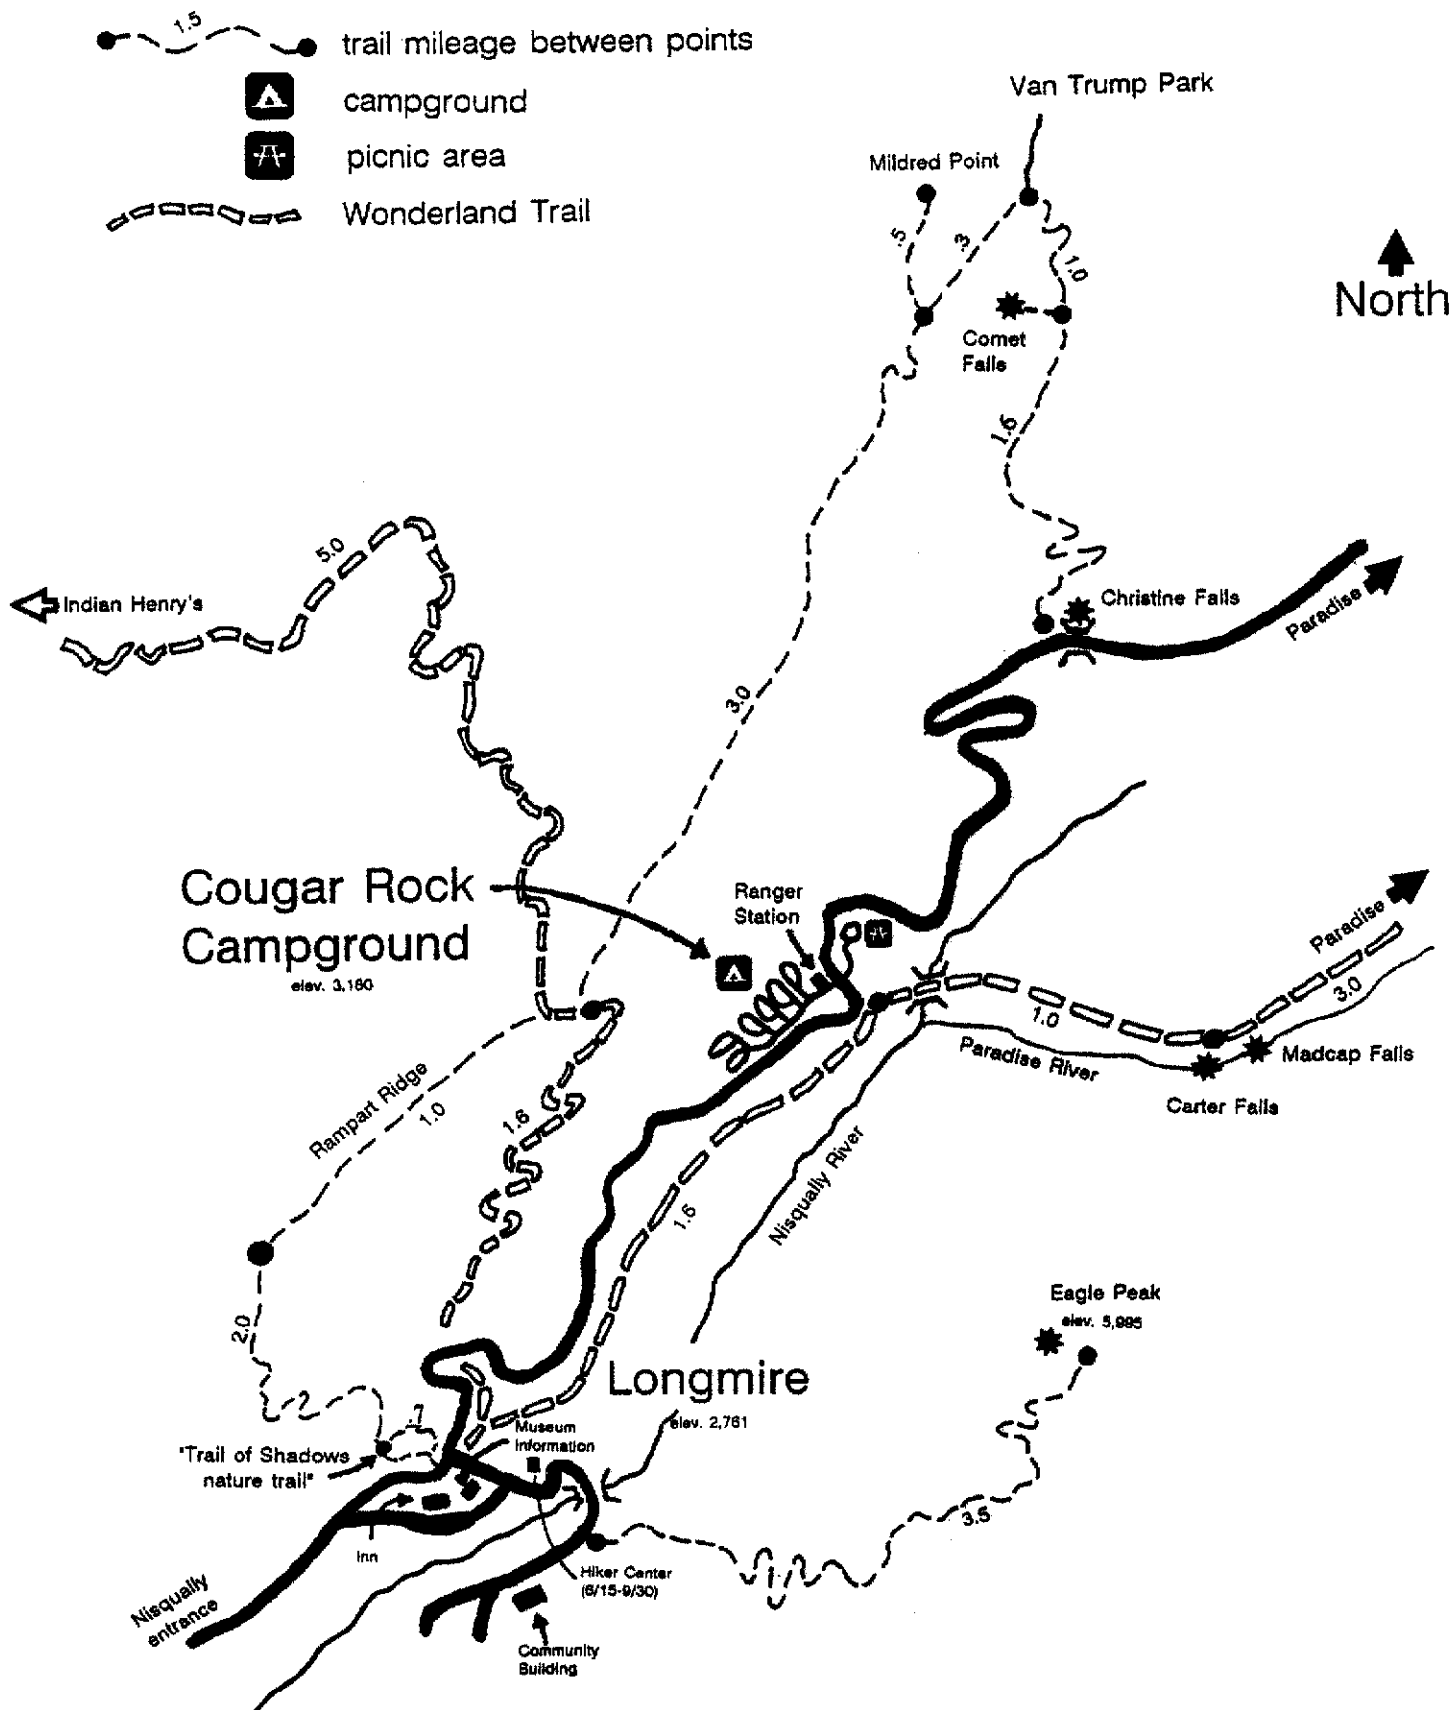 1.5
trail mileage between points
campground
picnic area
Wonderland Trail
Van Trump Park
Mildred Point
.5
.3
1.0
North
Comet
Falls
1.6
5.0
Indian Henry's
Christine Falls
Paradise
3.0
Cougar Rock
Campground
elev. 3,180
Ranger
Station
Paradise
3.0
1.0
Madcap Falls
Paradise River
Carter Falls
Rampart Ridge
1.0
1.6
Nisqually River
1.6
Eagle Peak
elev. 5,995
2.0
Longmire
elev. 2,761
.7
Museum
Information
"Trail of Shadows
nature trail"
3.5
Inn
Hiker Center
(6/15-9/30)
Nisqually
entrance
Community
Building